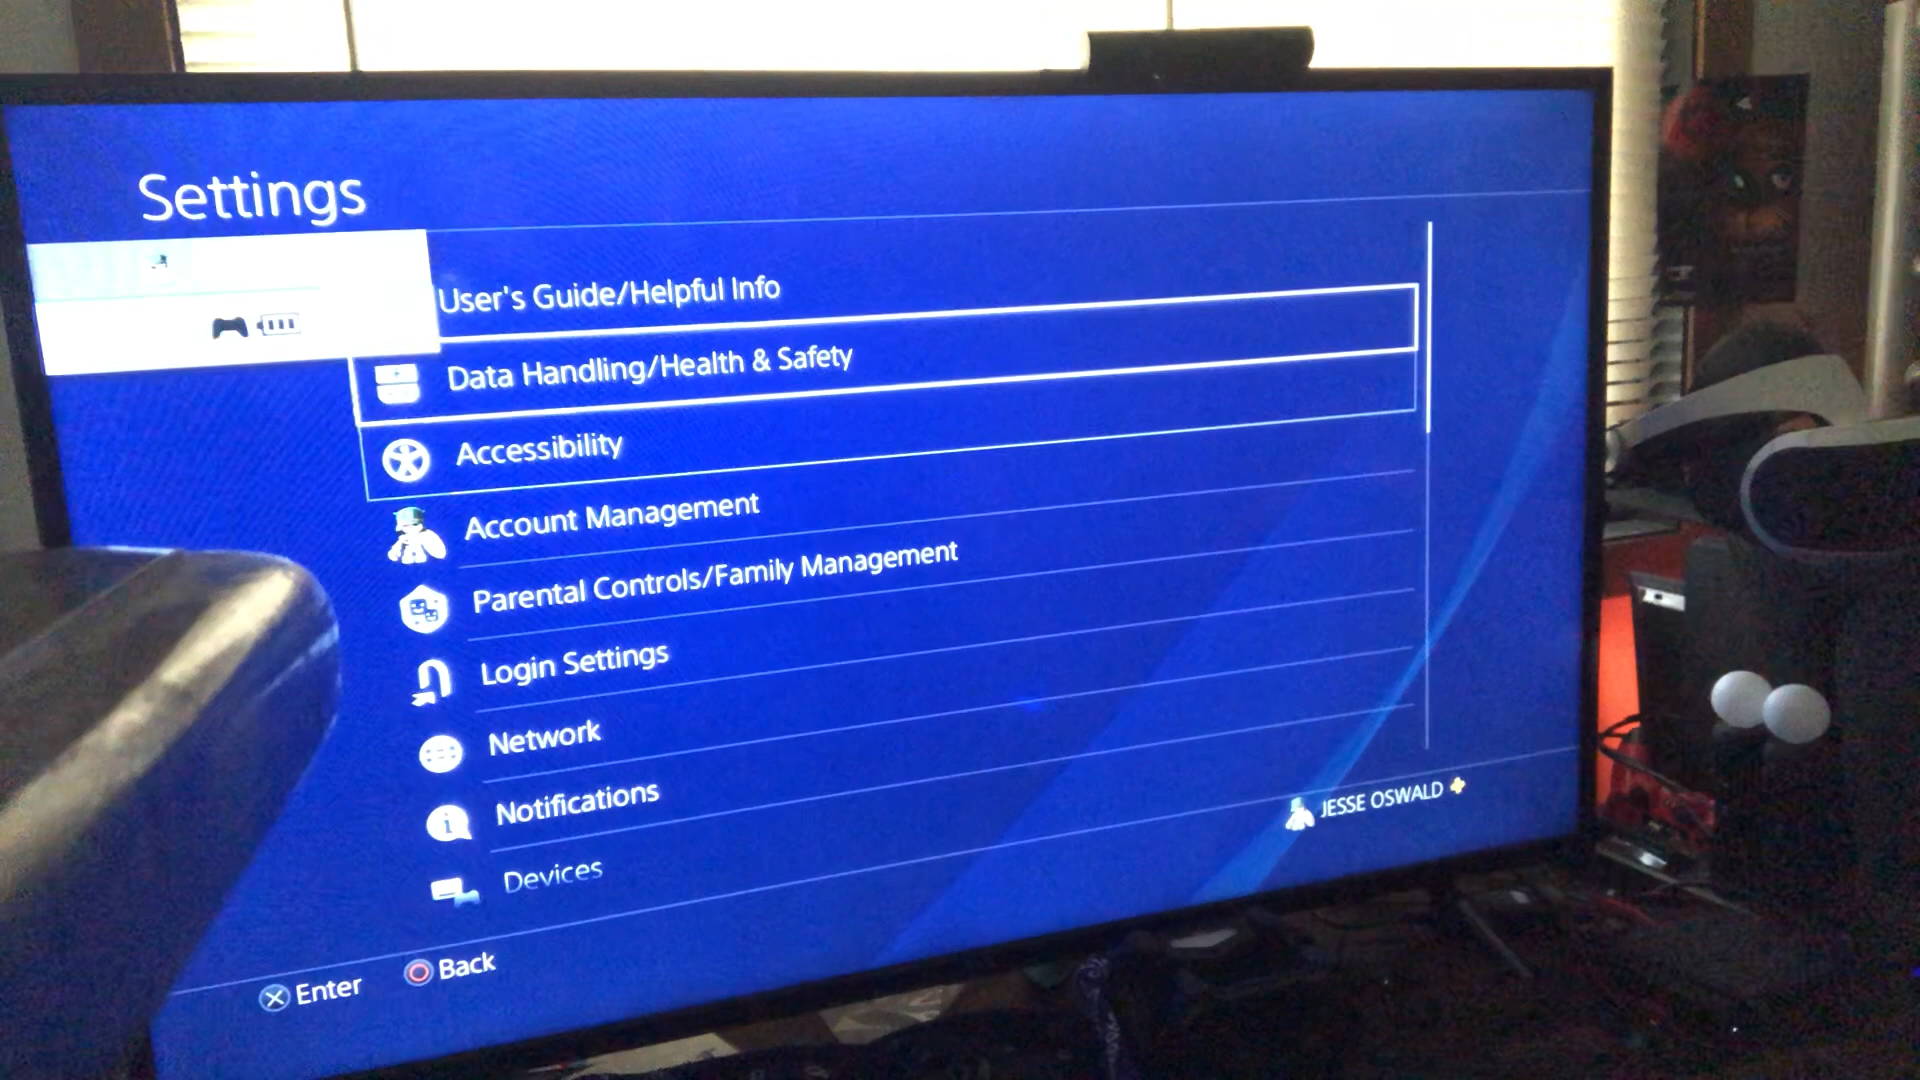 Settings
User's Guide/Helpful Info
Data Handling/Health & Safety
Accessibility
Account Management
Parental Controls/Family Management
Login Settings
Network
Notifications
Devices
JESSE OSWALD
Enter
Back